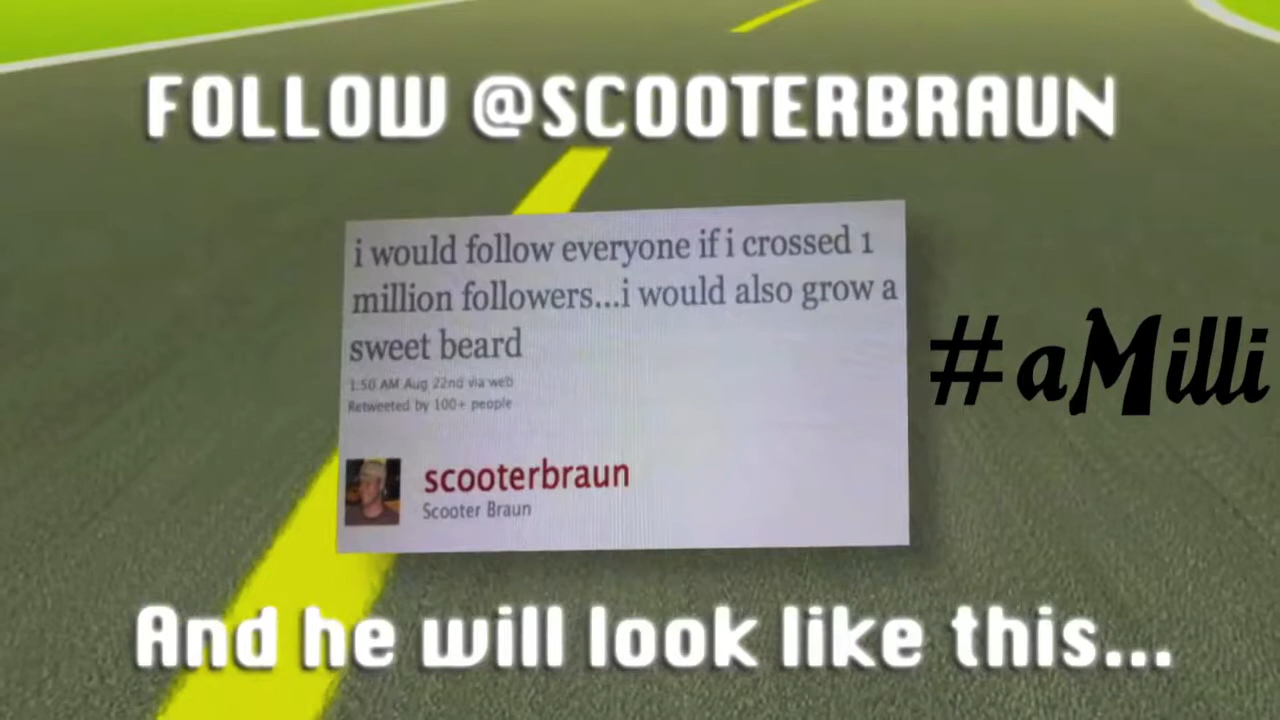 FOLLOW @SCOOTERBRAUN
i would follow everyone if i crossed 1
million followers...i would also grow a
sweet beard
1:50 AM Aug 22nd via web
Retweeted by 100+ people
#aMilli
scooterbraun
Scooter Braun
And he will look like this...